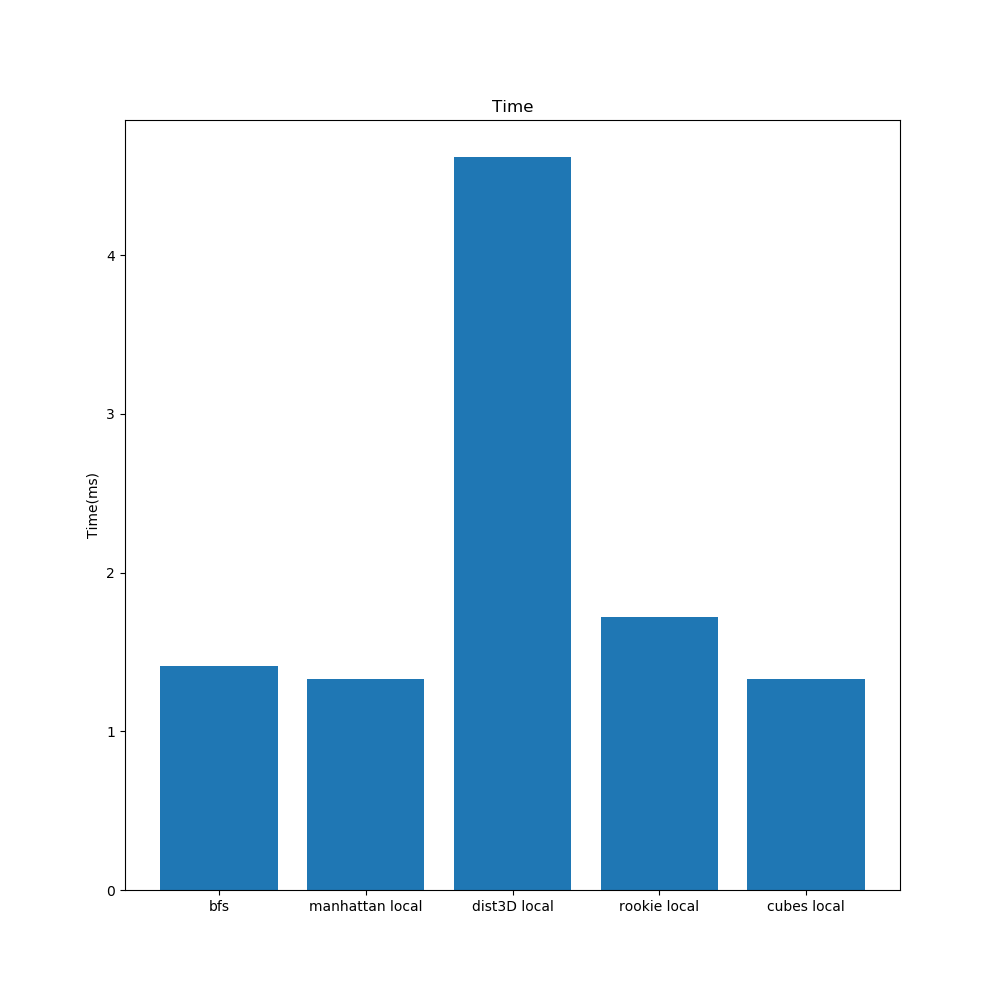 Time
Time(ms)
4
3
2
1
0
bfs
manhattan local
dist3D local
rookie local
cubes local